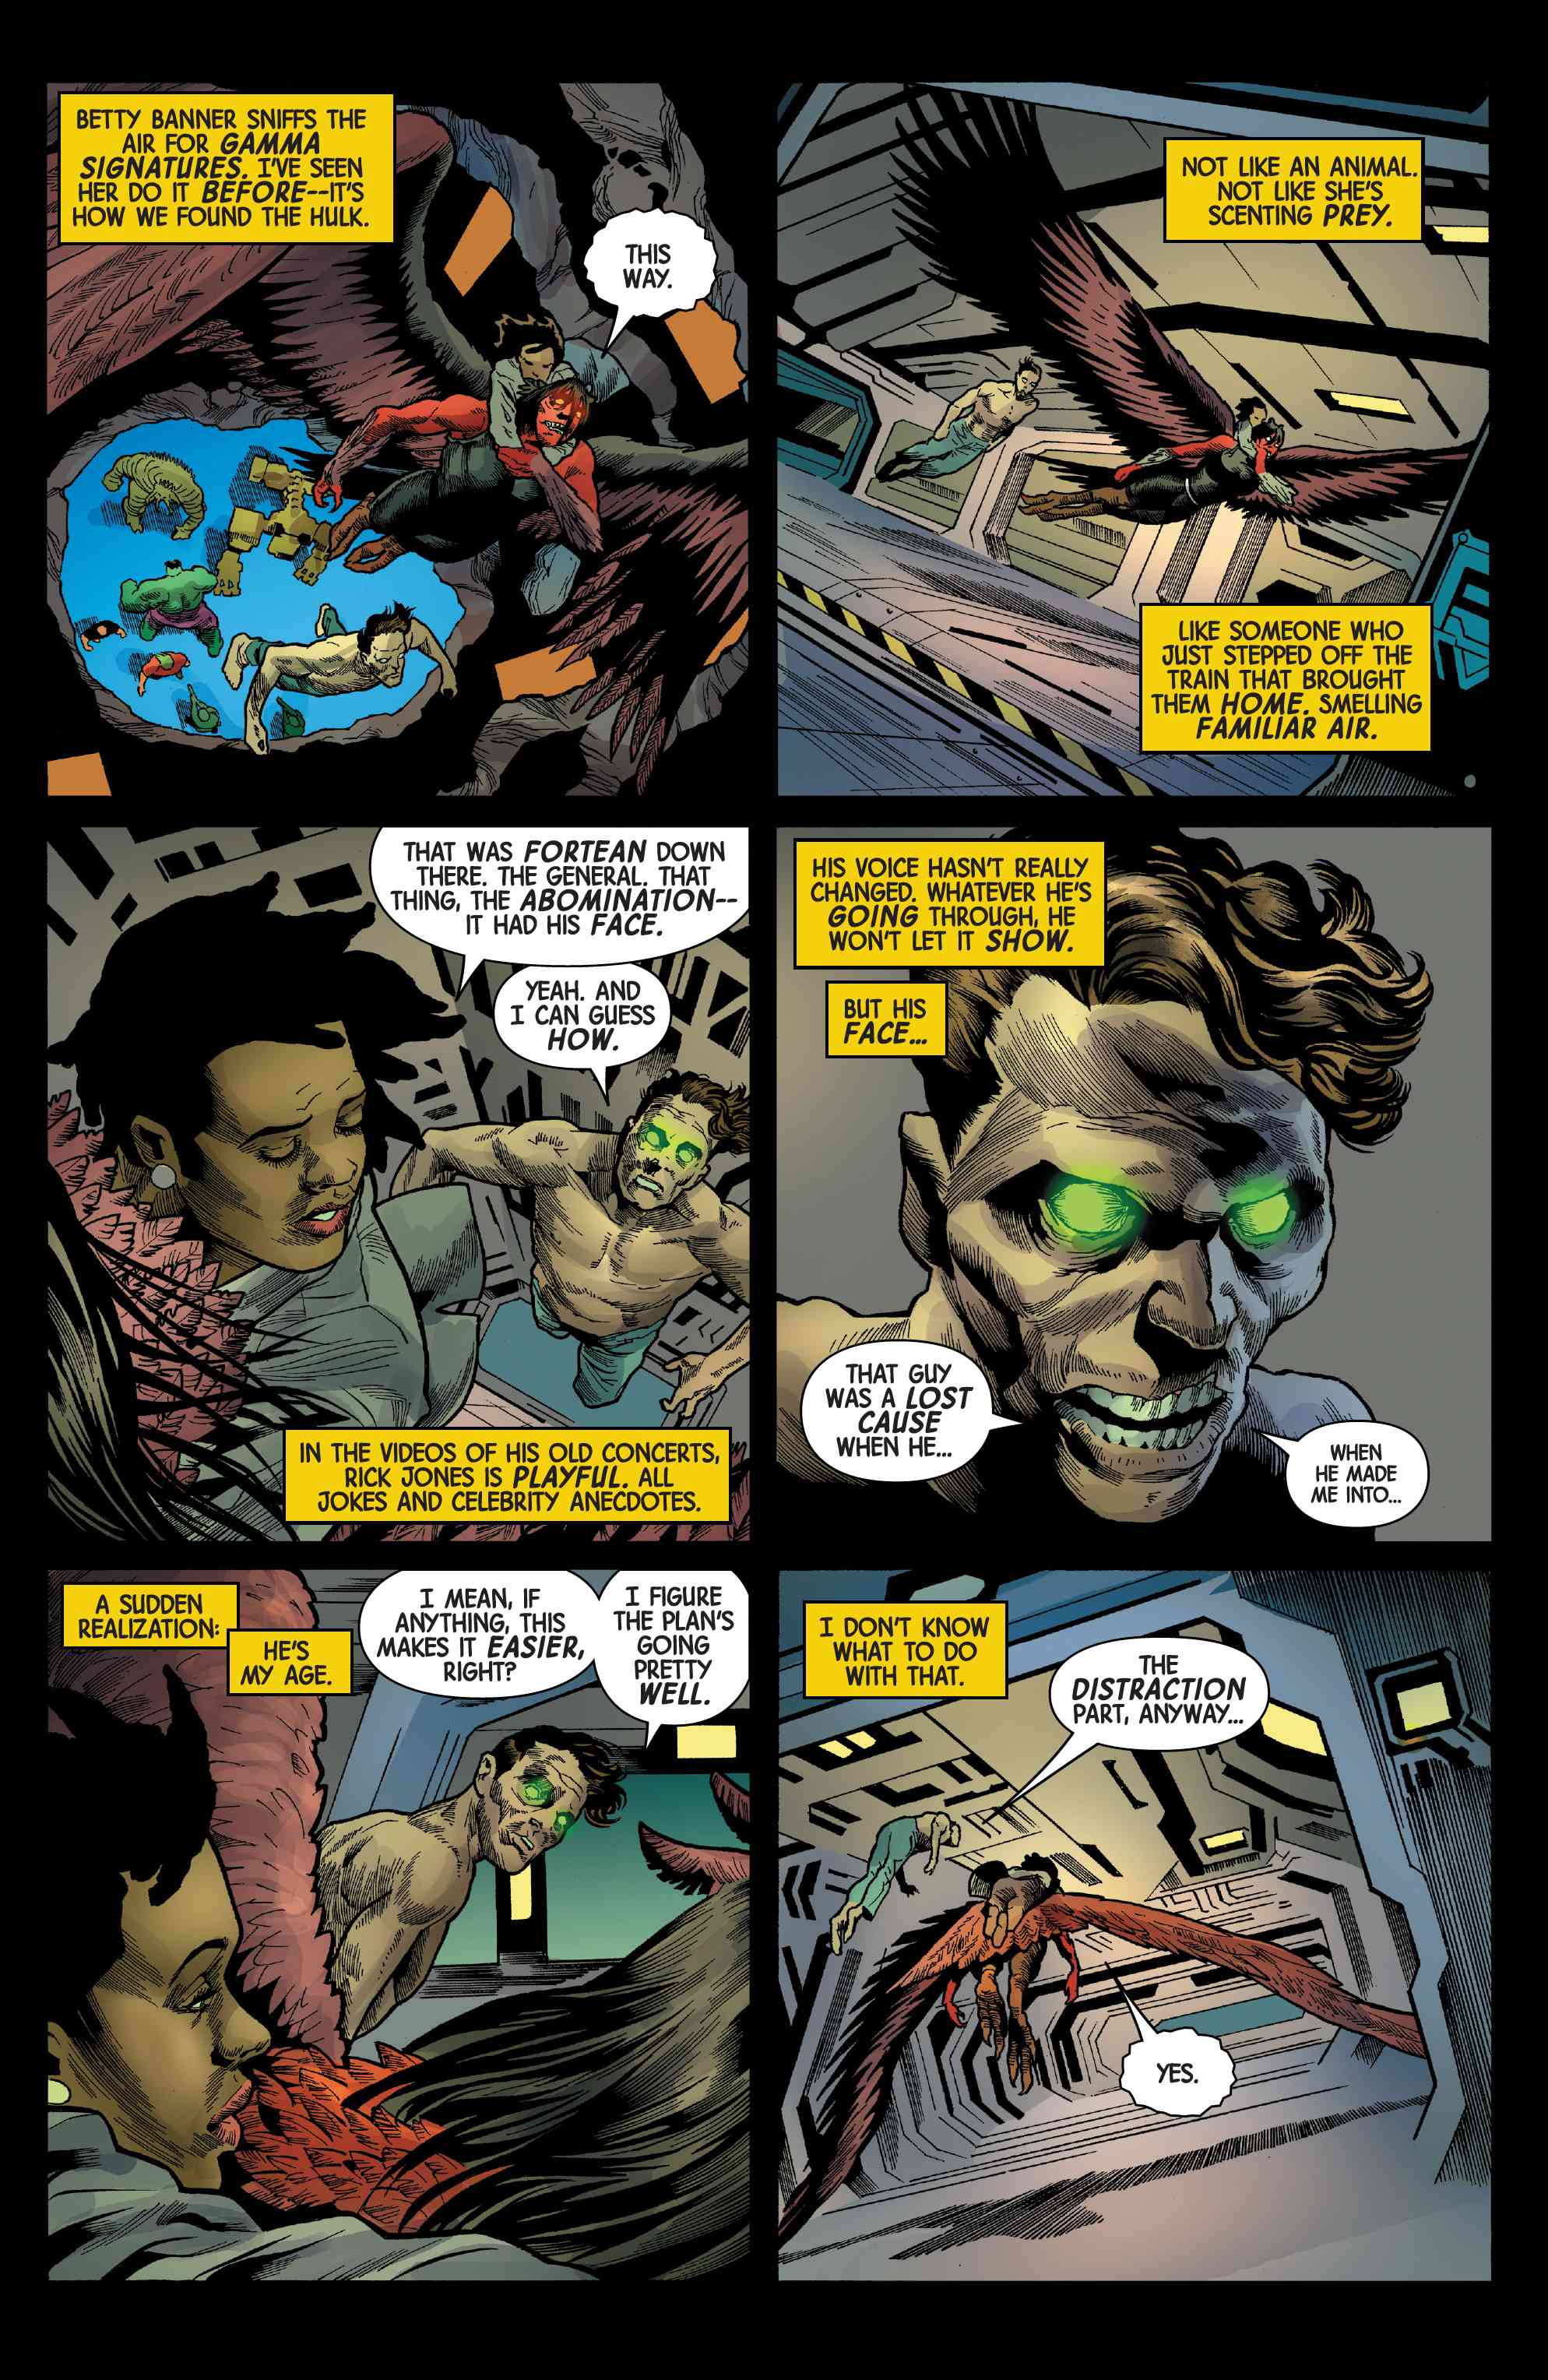 BETTY BANNER SNIFFS THE
AIR FOR GAMMA
SIGNATURES. I'VE SEEN
HER DO IT BEFORE--IT'S
HOW WE FOUND THE HULK.
THIS
WAY.
NOT LIKE AN ANIMAL.
NOT LIKE SHE'S
SCENTING PREY.
LIKE SOMEONE WHO
JUST STEPPED OFF THE
TRAIN THAT BROUGHT
THEM HOME. SMELLING
FAMILIAR AIR.
THAT WAS FORTEAN DOWN
THERE. THE GENERAL. THAT
THING, THE ABOMINATION--
IT HAD HIS FACE.
YEAH. AND
I CAN GUESS
HOW.
IN THE VIDEOS OF HIS OLD CONCERTS,
RICK JONES IS PLAYFUL. ALL
JOKES AND CELEBRITY ANECDOTES.
HIS VOICE HASN'T REALLY
CHANGED. WHATEVER HE'S
GOING THROUGH, HE
WON'T LET IT SHOW.
BUT HIS
FACE...
THAT GUY
WAS A LOST
CAUSE
WHEN HE...
WHEN
HE MADE
ME INTO...
A SUDDEN
REALIZATION:
HE'S
MY AGE.
I MEAN, IF
ANYTHING, THIS
MAKES IT EASIER,
RIGHT?
I FIGURE
THE PLAN'S
GOING
PRETTY
WELL.
I DON'T KNOW
WHAT TO DO
WITH THAT.
THE
DISTRACTION
PART, ANYWAY...
YES.